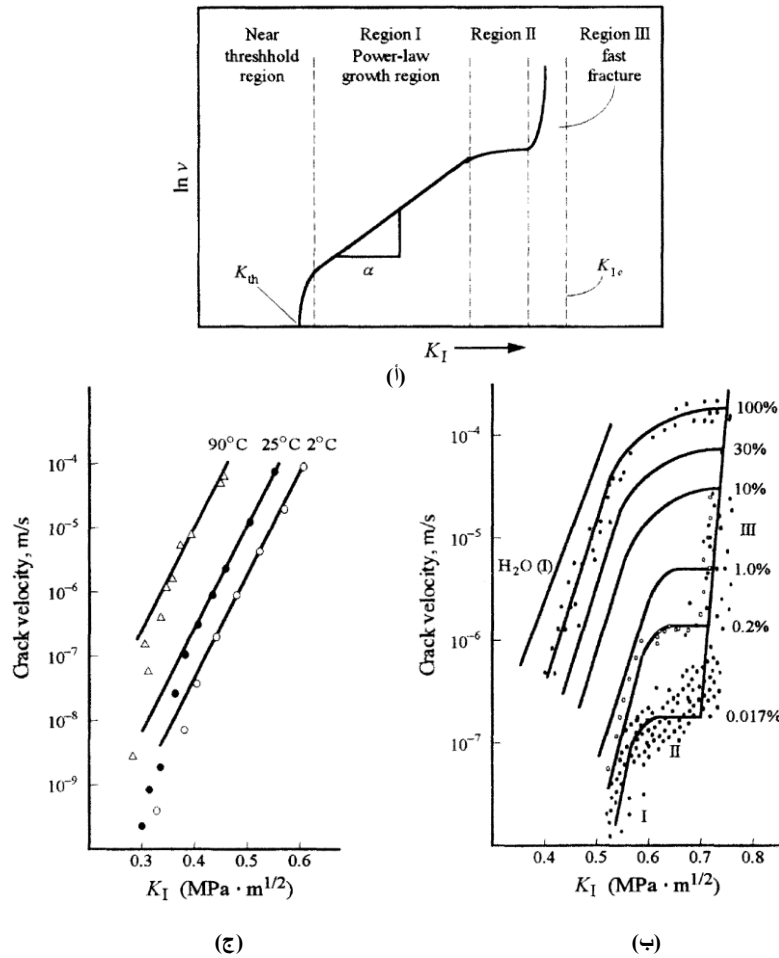 Near
threshhold
region
Region I
Power-law
growth region
Region II
Region III
fast
fracture
ln v
K_th
α
K_Ic
K_I
(أ)
90°C 25°C 2°C
10⁻⁴
10⁻⁵
10⁻⁶
10⁻⁷
10⁻⁸
10⁻⁹
Crack velocity, m/s
0.3 0.4 0.5 0.6
K_I (MPa · m^1/2)
(ج)
10⁻⁴
10⁻⁵
10⁻⁶
10⁻⁷
Crack velocity, m/s
H₂O (I)
100%
30%
10%
III
1.0%
0.2%
0.017%
II
I
0.4 0.5 0.6 0.7 0.8
K_I (MPa · m^1/2)
(ب)